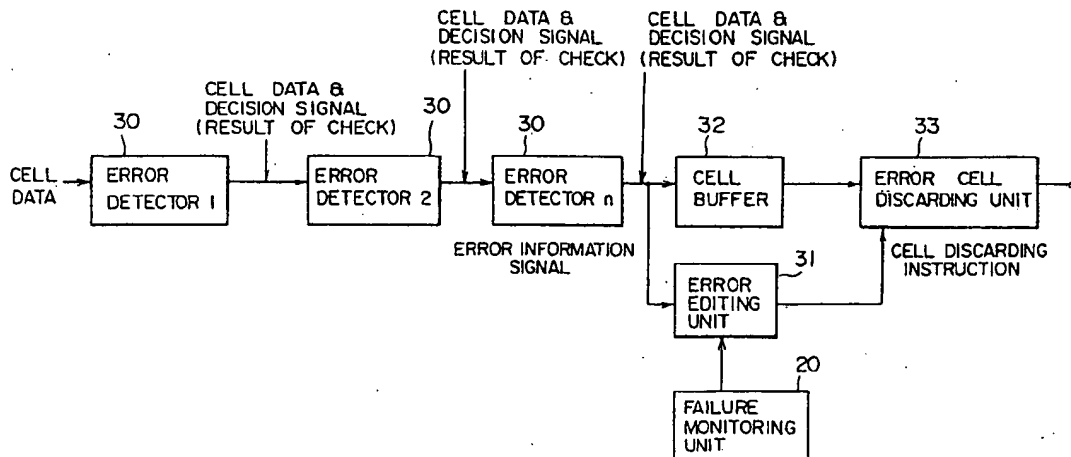 CELL DATA &
DECISION SIGNAL
(RESULT OF CHECK)
CELL DATA &
DECISION SIGNAL
(RESULT OF CHECK)
CELL DATA &
DECISION SIGNAL
(RESULT OF CHECK)
30
30
30
32
33
CELL
DATA
ERROR
DETECTOR 1
ERROR
DETECTOR 2
ERROR
DETECTOR n
CELL
BUFFER
ERROR CELL
DISCARDING UNIT
ERROR INFORMATION
SIGNAL
CELL DISCARDING
INSTRUCTION
31
ERROR
EDITING
UNIT
20
FAILURE
MONITORING
UNIT